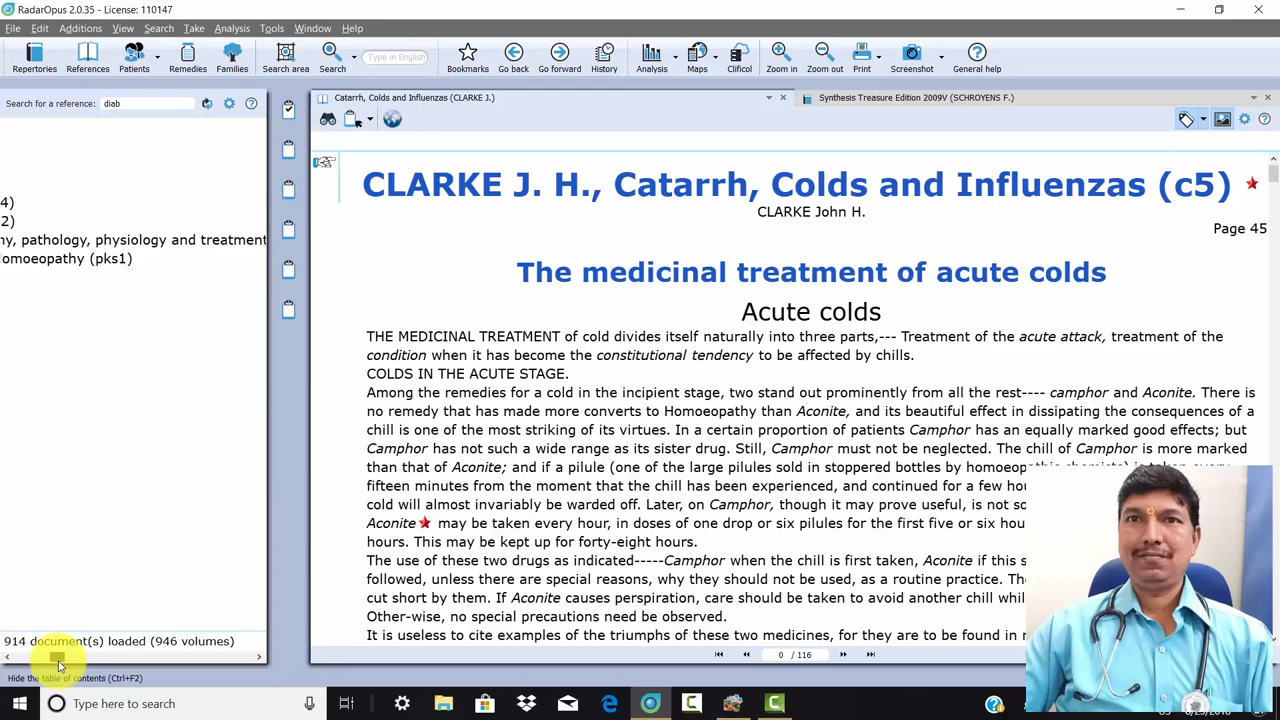 RadarOpus 2.0.35 - License: 110147
File Edit Additions View Search Take Analysis Tools Window Help
Repertories References Patients Remedies Families Search area Search Type in English Bookmarks Go back Go forward History Analysis Maps Clificol Zoom in Zoom out Print Screenshot General help
Search for a reference: diab
Catarrh, Colds and Influenzas (CLARKE J.)
Synthesis Treasure Edition 2009V (SCHROYENS F.)
4)
2)
hy, pathology, physiology and treatment
omoeopathy (pks1)
914 document(s) loaded (946 volumes)
Hide the table of contents (Ctrl+F2)
CLARKE J. H., Catarrh, Colds and Influenzas (c5)
CLARKE John H.
Page 45
The medicinal treatment of acute colds
Acute colds
THE MEDICINAL TREATMENT of cold divides itself naturally into three parts,--- Treatment of the acute attack, treatment of the
condition when it has become the constitutional tendency to be affected by chills.
COLDS IN THE ACUTE STAGE.
Among the remedies for a cold in the incipient stage, two stand out prominently from all the rest---- camphor and Aconite. There is
no remedy that has made more converts to Homoeopathy than Aconite, and its beautiful effect in dissipating the consequences of a
chill is one of the most striking of its virtues. In a certain proportion of patients Camphor has an equally marked good effects; but
Camphor has not such a wide range as its sister drug. Still, Camphor must not be neglected. The chill of Camphor is more marked
than that of Aconite; and if a pilule (one of the large pilules sold in stoppered bottles by homoeopathic chemists) is taken every
fifteen minutes from the moment that the chill has been experienced, and continued for a few hou
cold will almost invariably be warded off. Later, on Camphor, though it may prove useful, is not so
Aconite may be taken every hour, in doses of one drop or six pilules for the first five or six hou
hours. This may be kept up for forty-eight hours.
The use of these two drugs as indicated-----Camphor when the chill is first taken, Aconite if this s
followed, unless there are special reasons, why they should not be used, as a routine practice. Th
cut short by them. If Aconite causes perspiration, care should be taken to avoid another chill whil
Other-wise, no special precautions need be observed.
It is useless to cite examples of the triumphs of these two medicines, for they are to be found in r
0 / 116
Type here to search